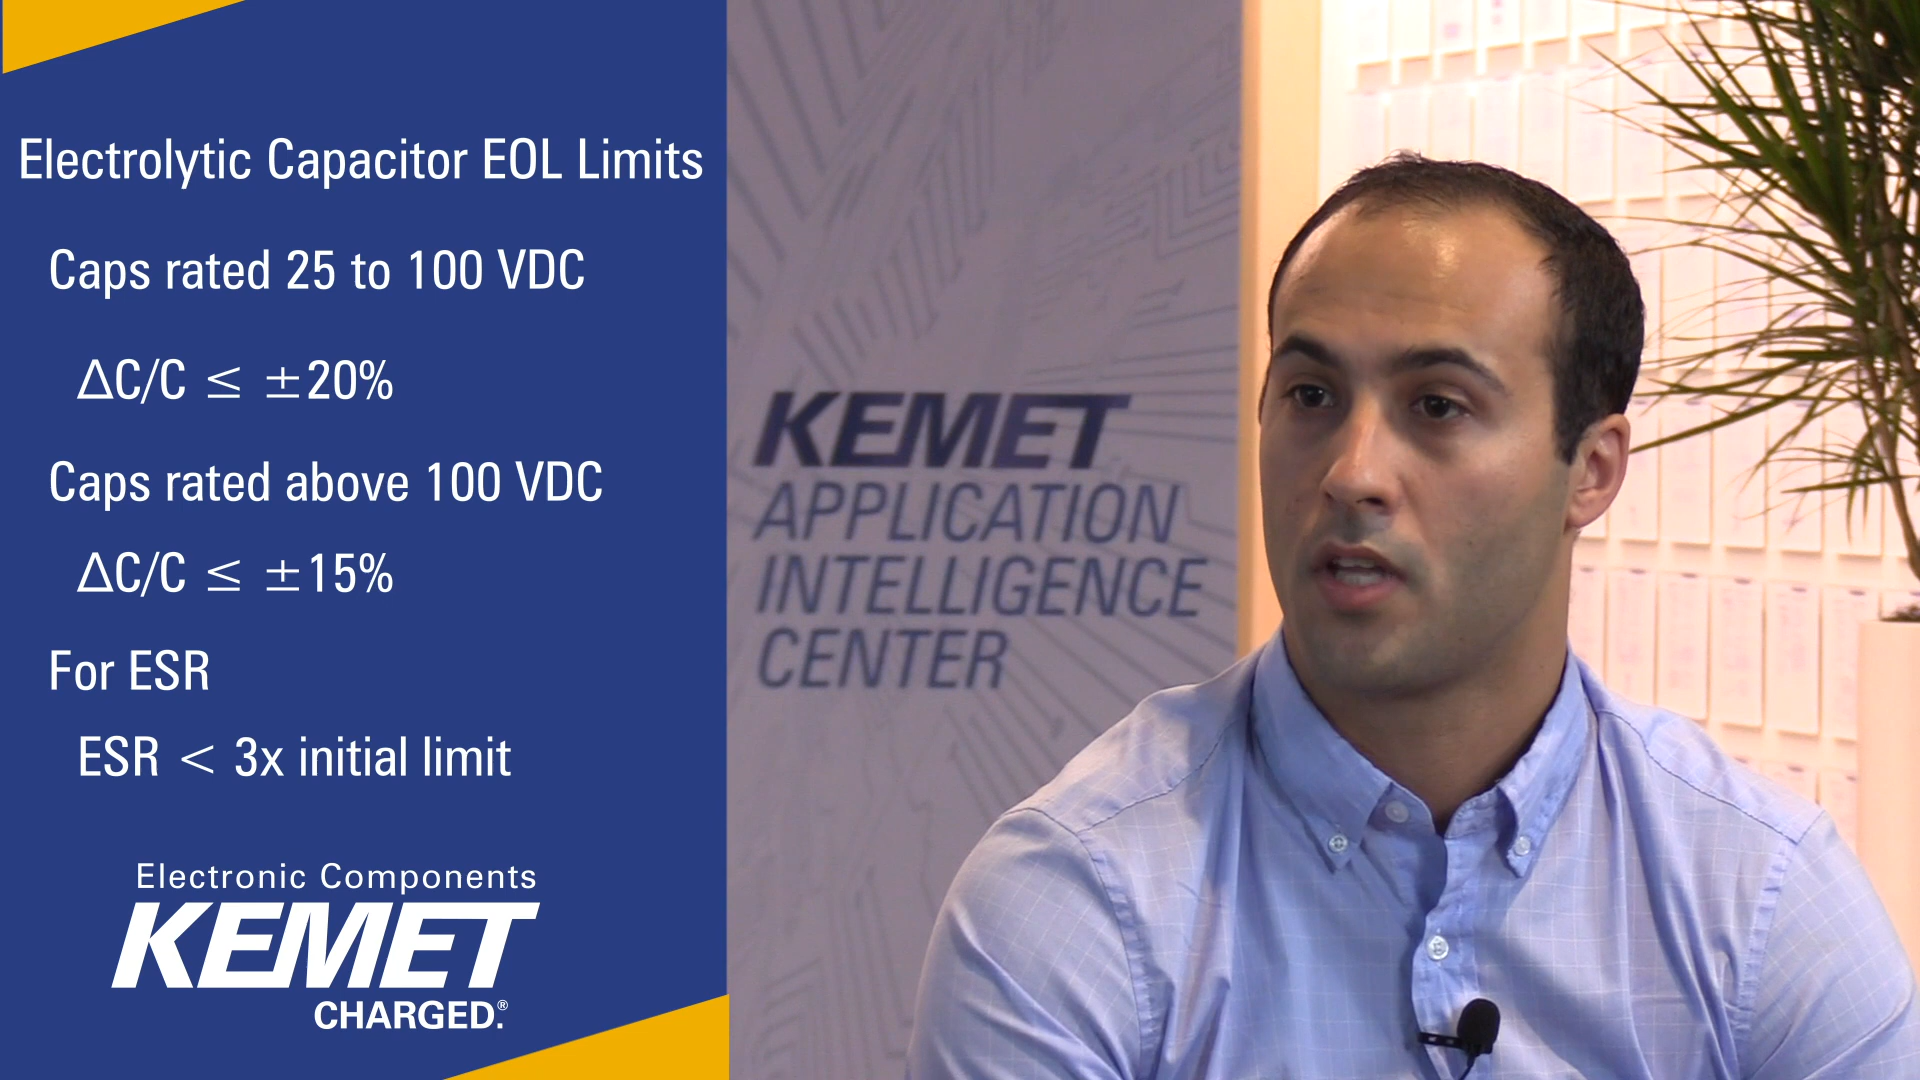 Electrolytic Capacitor EOL Limits
Caps rated 25 to 100 VDC
ΔC/C ≤ ±20%
Caps rated above 100 VDC
ΔC/C ≤ ±15%
For ESR
ESR < 3x initial limit
Electronic Components
KEMET
CHARGED.®
KEMET
APPLICATION
INTELLIGENCE
CENTER